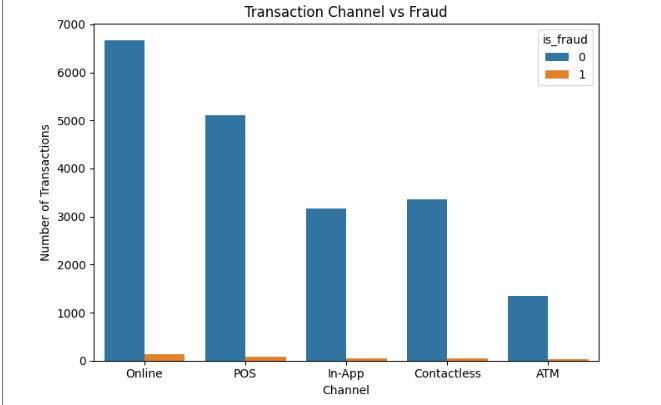 Transaction Channel vs Fraud
is_fraud
0
1
7000
6000
5000
4000
3000
2000
1000
0
Number of Transactions
Online POS In-App Contactless ATM
Channel